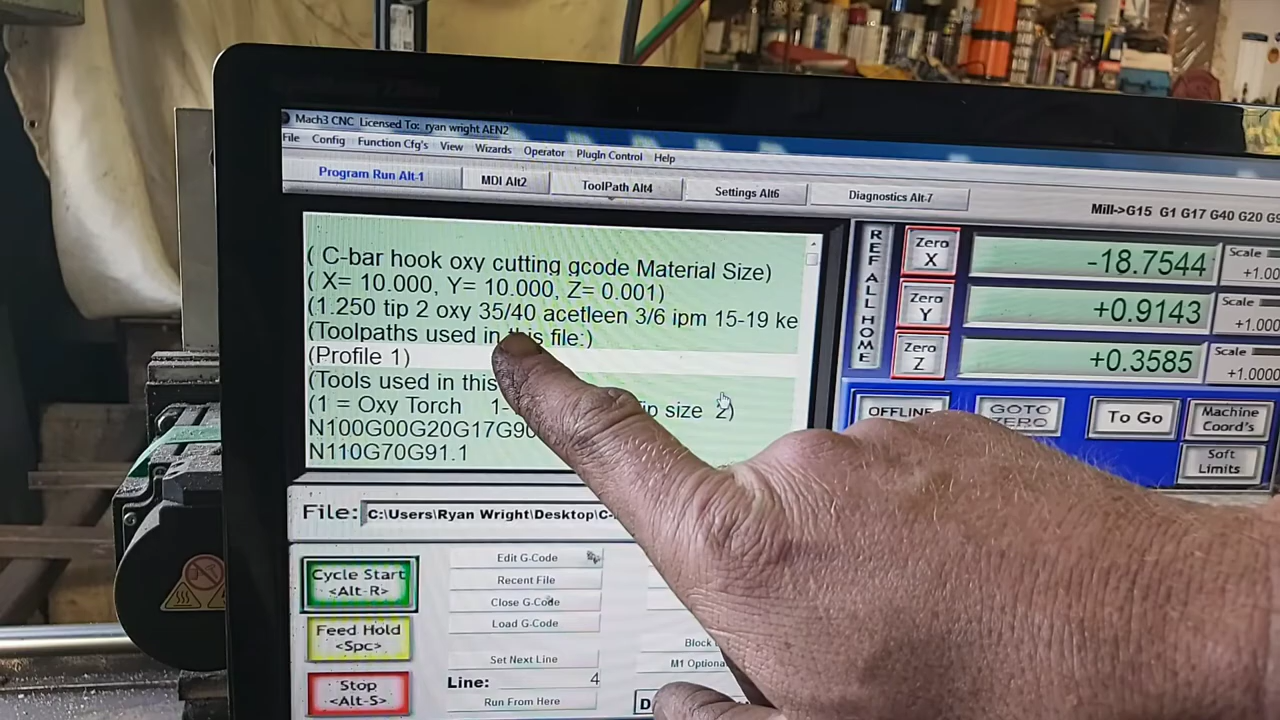 Mach3 CNC Licensed To: ryan wright AEN2
File Config Function Cfg's View Wizards Operator PlugIn Control Help
Program Run Alt-1 MDI Alt2 ToolPath Alt4 Settings Alt6 Diagnostics Alt-7
Mill->G15 G1 G17 G40 G20
( C-bar hook oxy cutting gcode Material Size)
( X= 10.000, Y= 10.000, Z= 0.001)
(1.250 tip 2 oxy 35/40 acetleen 3/6 ipm 15-19 ke
(Toolpaths used in this file:)
(Profile 1)
(Tools used in this
(1 = Oxy Torch size 2)
N100G00G20G17G90
N110G70G91.1
REF ALL HOME
Zero X -18.7544 Scale
Zero Y +0.9143 Scale
Zero Z +0.3585 Scale
+1.0000
OFFLINE GOTO ZERO To Go Machine Coord's
Soft Limits
File: C:\Users\Ryan Wright\Desktop\C-
Cycle Start
<Alt-R>
Feed Hold
<Spc>
Stop
<Alt-S>
Edit G-Code
Recent File
Close G-Code
Load G-Code
Set Next Line
Line: 4
Run From Here
Block
M1 Optiona